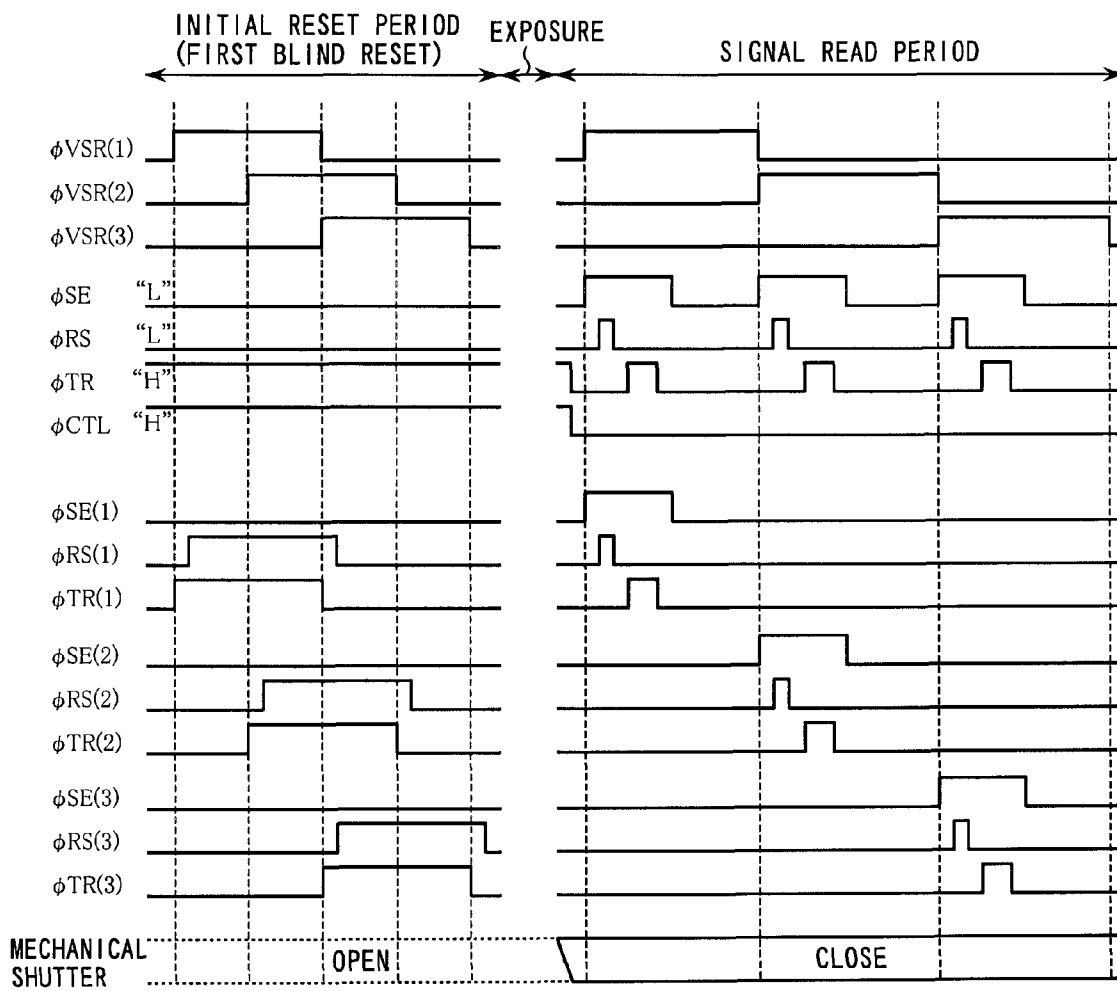 INITIAL RESET PERIOD
(FIRST BLIND RESET)
EXPOSURE
SIGNAL READ PERIOD
φVSR(1)
φVSR(2)
φVSR(3)
φSE "L"
φRS "L"
φTR "H"
φCTL "H"
φSE(1)
φRS(1)
φTR(1)
φSE(2)
φRS(2)
φTR(2)
φSE(3)
φRS(3)
φTR(3)
MECHANICAL
SHUTTER
OPEN
CLOSE